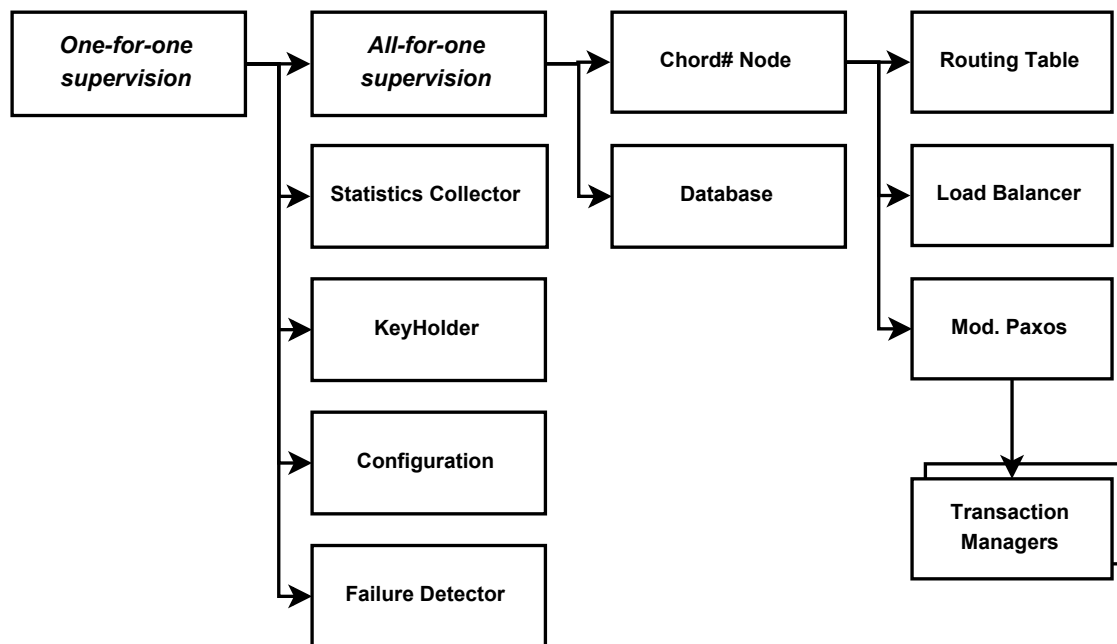 One-for-one
supervision
All-for-one
supervision
Chord# Node
Routing Table
Statistics Collector
Database
Load Balancer
KeyHolder
Mod. Paxos
Configuration
Transaction
Managers
Failure Detector